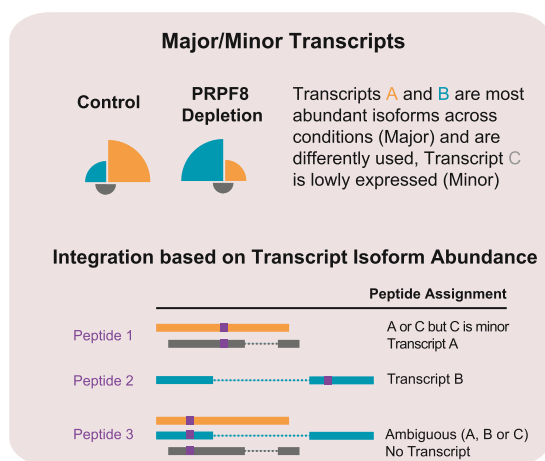 Major/Minor Transcripts
Control
PRPF8
Depletion
Transcripts A and B are most
abundant isoforms across
conditions (Major) and are
differently used, Transcript C
is lowly expressed (Minor)
Integration based on Transcript Isoform Abundance
Peptide Assignment
Peptide 1
A or C but C is minor
Transcript A
Peptide 2
Transcript B
Peptide 3
Ambiguous (A, B or C)
No Transcript